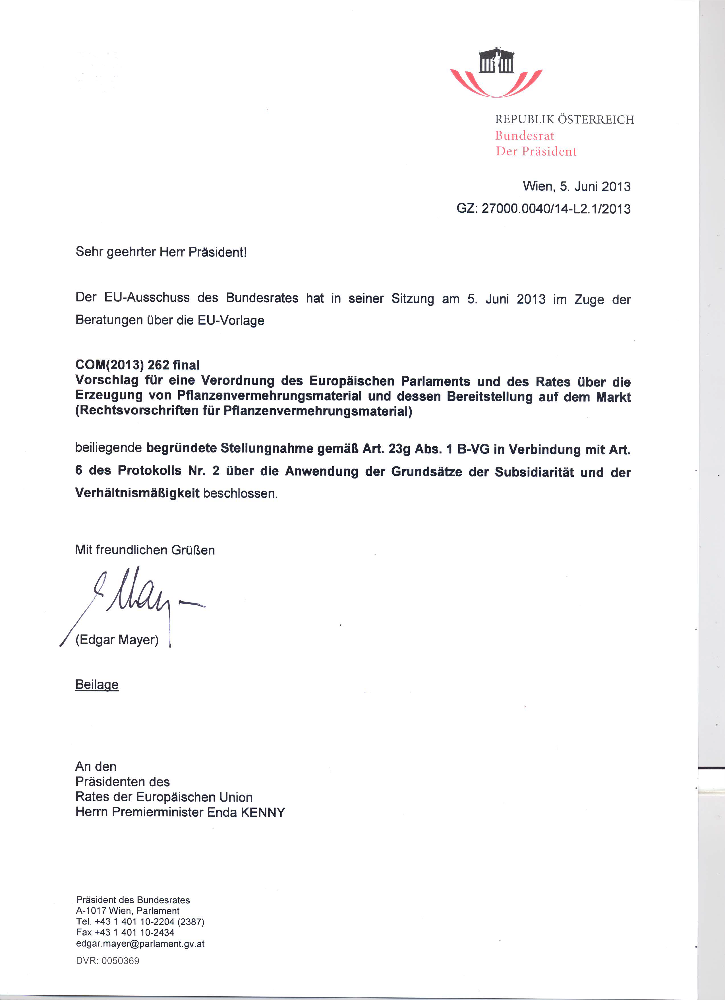 REPUBLIK ÖSTERREICH
Bundesrat
Der Präsident
Wien, 5. Juni 2013
GZ: 27000.0040/14-L2.1/2013
Sehr geehrter Herr Präsident!
Der EU-Ausschuss des Bundesrates hat in seiner Sitzung am 5. Juni 2013 im Zuge der
Beratungen über die EU-Vorlage
COM(2013) 262 final
Vorschlag für eine Verordnung des Europäischen Parlaments und des Rates über die
Erzeugung von Pflanzenvermehrungsmaterial und dessen Bereitstellung auf dem Markt
(Rechtsvorschriften für Pflanzenvermehrungsmaterial)
beiliegende begründete Stellungnahme gemäß Art. 23g Abs. 1 B-VG in Verbindung mit Art.
6 des Protokolls Nr. 2 über die Anwendung der Grundsätze der Subsidiarität und der
Verhältnismäßigkeit beschlossen.
Mit freundlichen Grüßen
E May
(Edgar Mayer)
Beilage
An den
Präsidenten des
Rates der Europäischen Union
Herrn Premierminister Enda KENNY
Präsident des Bundesrates
A-1017 Wien, Parlament
Tel. +43 1 401 10-2204 (2387)
Fax +43 1 401 10-2434
edgar.mayer@parlament.gv.at
DVR: 0050369